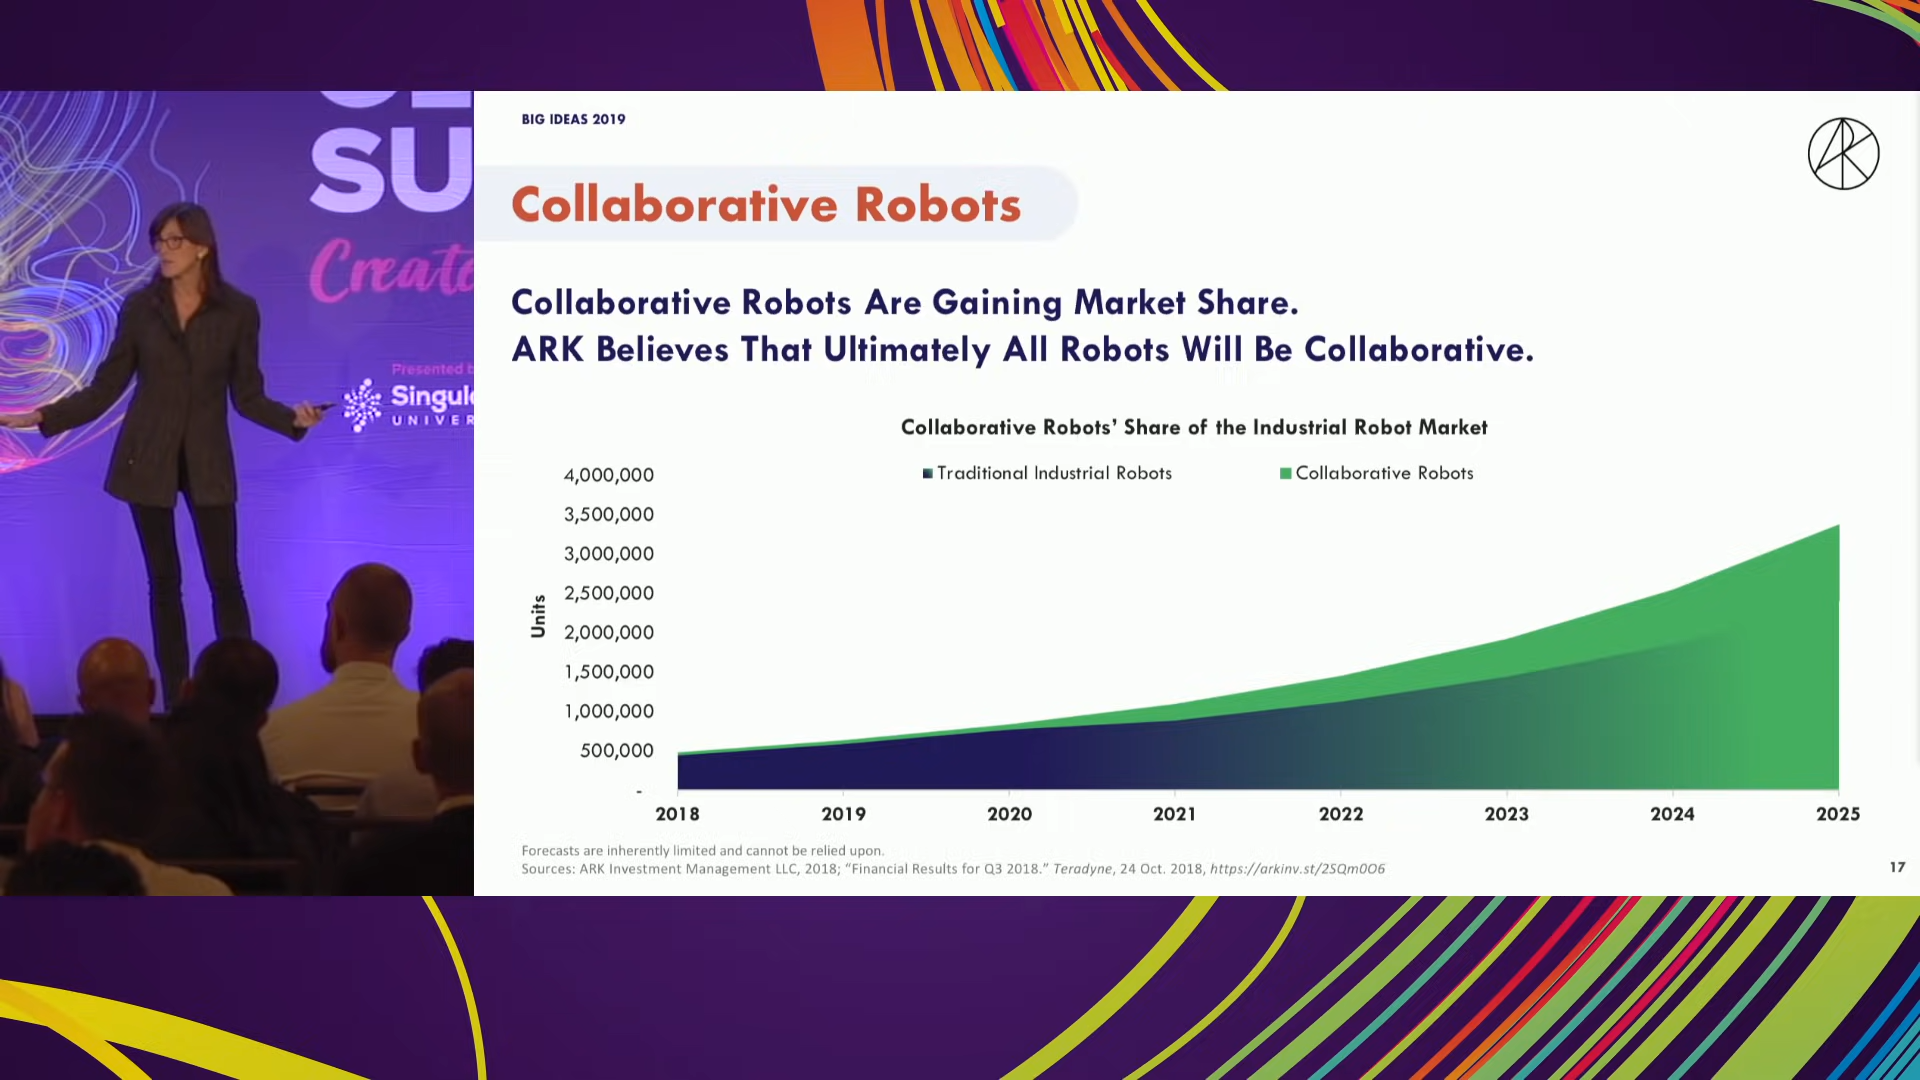 SU
Create
Presented b
Singul
UNIVER
BIG IDEAS 2019
Collaborative Robots
Collaborative Robots Are Gaining Market Share.
ARK Believes That Ultimately All Robots Will Be Collaborative.
Collaborative Robots’ Share of the Industrial Robot Market
Traditional Industrial Robots
Collaborative Robots
Units
4,000,000
3,500,000
3,000,000
2,500,000
2,000,000
1,500,000
1,000,000
500,000
-
2018 2019 2020 2021 2022 2023 2024 2025
Forecasts are inherently limited and cannot be relied upon.
Sources: ARK Investment Management LLC, 2018; “Financial Results for Q3 2018.” Teradyne, 24 Oct. 2018, https://arkinv.st/2SQm0O6
17
ARK